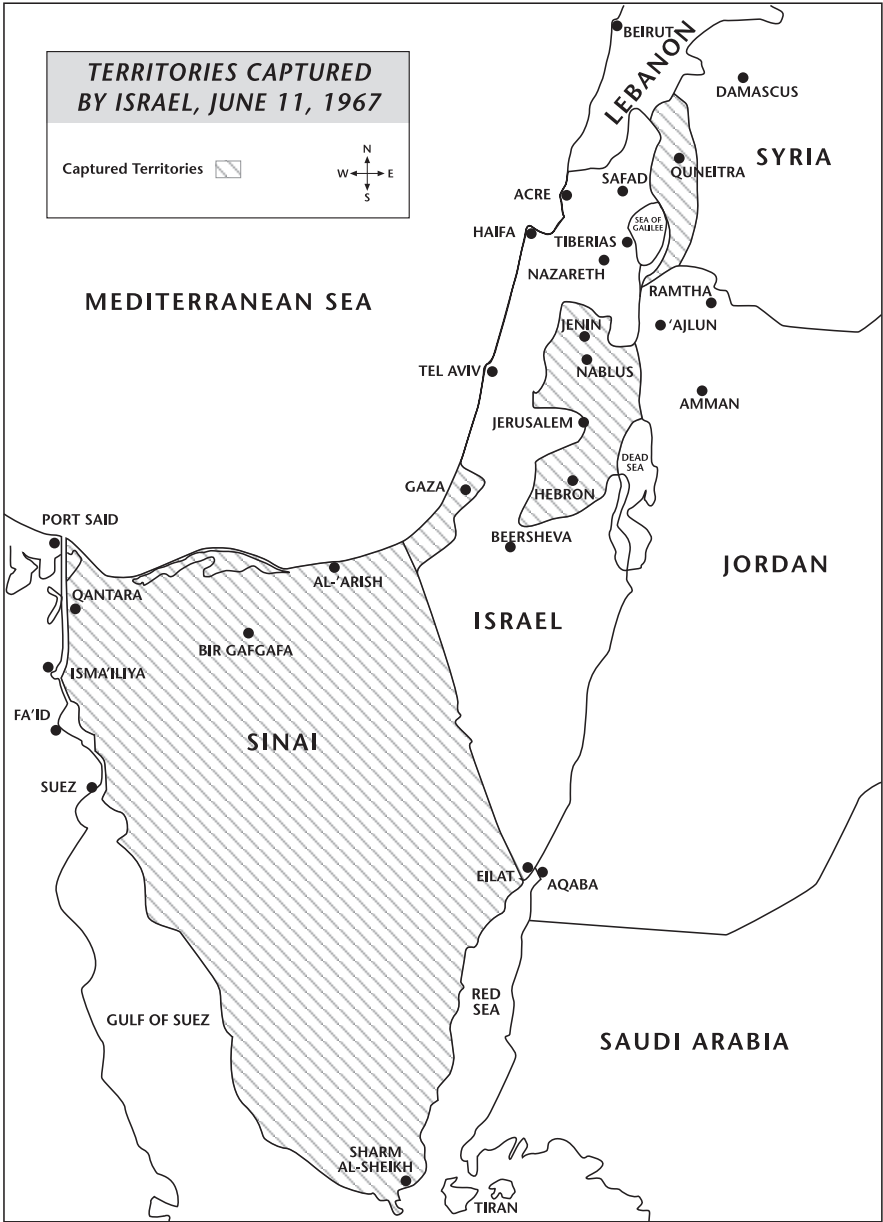 TERRITORIES CAPTURED
BY ISRAEL, JUNE 11, 1967
Captured Territories
N
W
E
S
BEIRUT
LEBANON
DAMASCUS
SYRIA
QUNEITRA
SAFAD
ACRE
SEA OF
GALILEE
HAIFA
TIBERIAS
NAZARETH
MEDITERRANEAN SEA
RAMTHA
'AJLUN
JENIN
NABLUS
TEL AVIV
AMMAN
JERUSALEM
DEAD
SEA
GAZA
HEBRON
PORT SAID
BEERSHEVA
JORDAN
AL-'ARISH
QANTARA
ISRAEL
BIR GAFGAFA
ISMA'ILIYA
FA'ID
SINAI
SUEZ
EILAT
AQABA
RED
SEA
GULF OF SUEZ
SAUDI ARABIA
SHARM
AL-SHEIKH
TIRAN